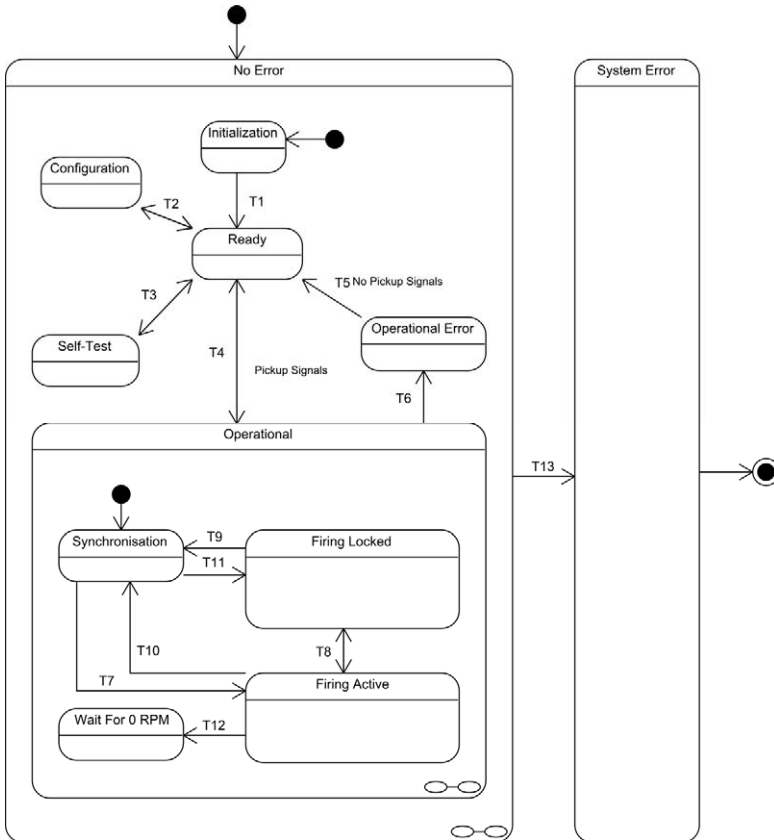 No Error
System Error
Initialization
Configuration
T2
T1
Ready
T3
T5 No Pickup Signals
Self-Test
T4
Operational Error
Pickup Signals
T6
Operational
T13
Synchronisation
T9
Firing Locked
T11
T10
T8
T7
Firing Active
Wait For 0 RPM
T12